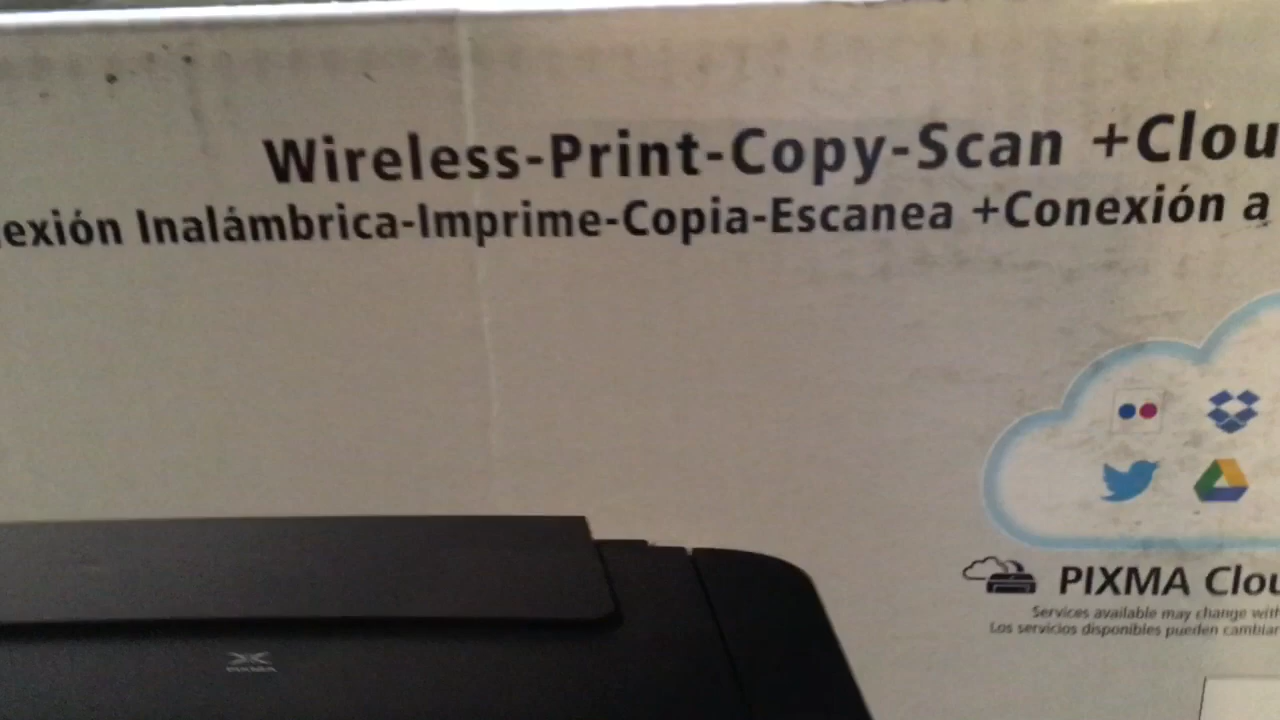 Wireless-Print-Copy-Scan +Clou
exión Inalámbrica-Imprime-Copia-Escanea +Conexión a
PIXMA Clou
Services available may change with
Los servicios disponibles pueden cambiar
PIXMA